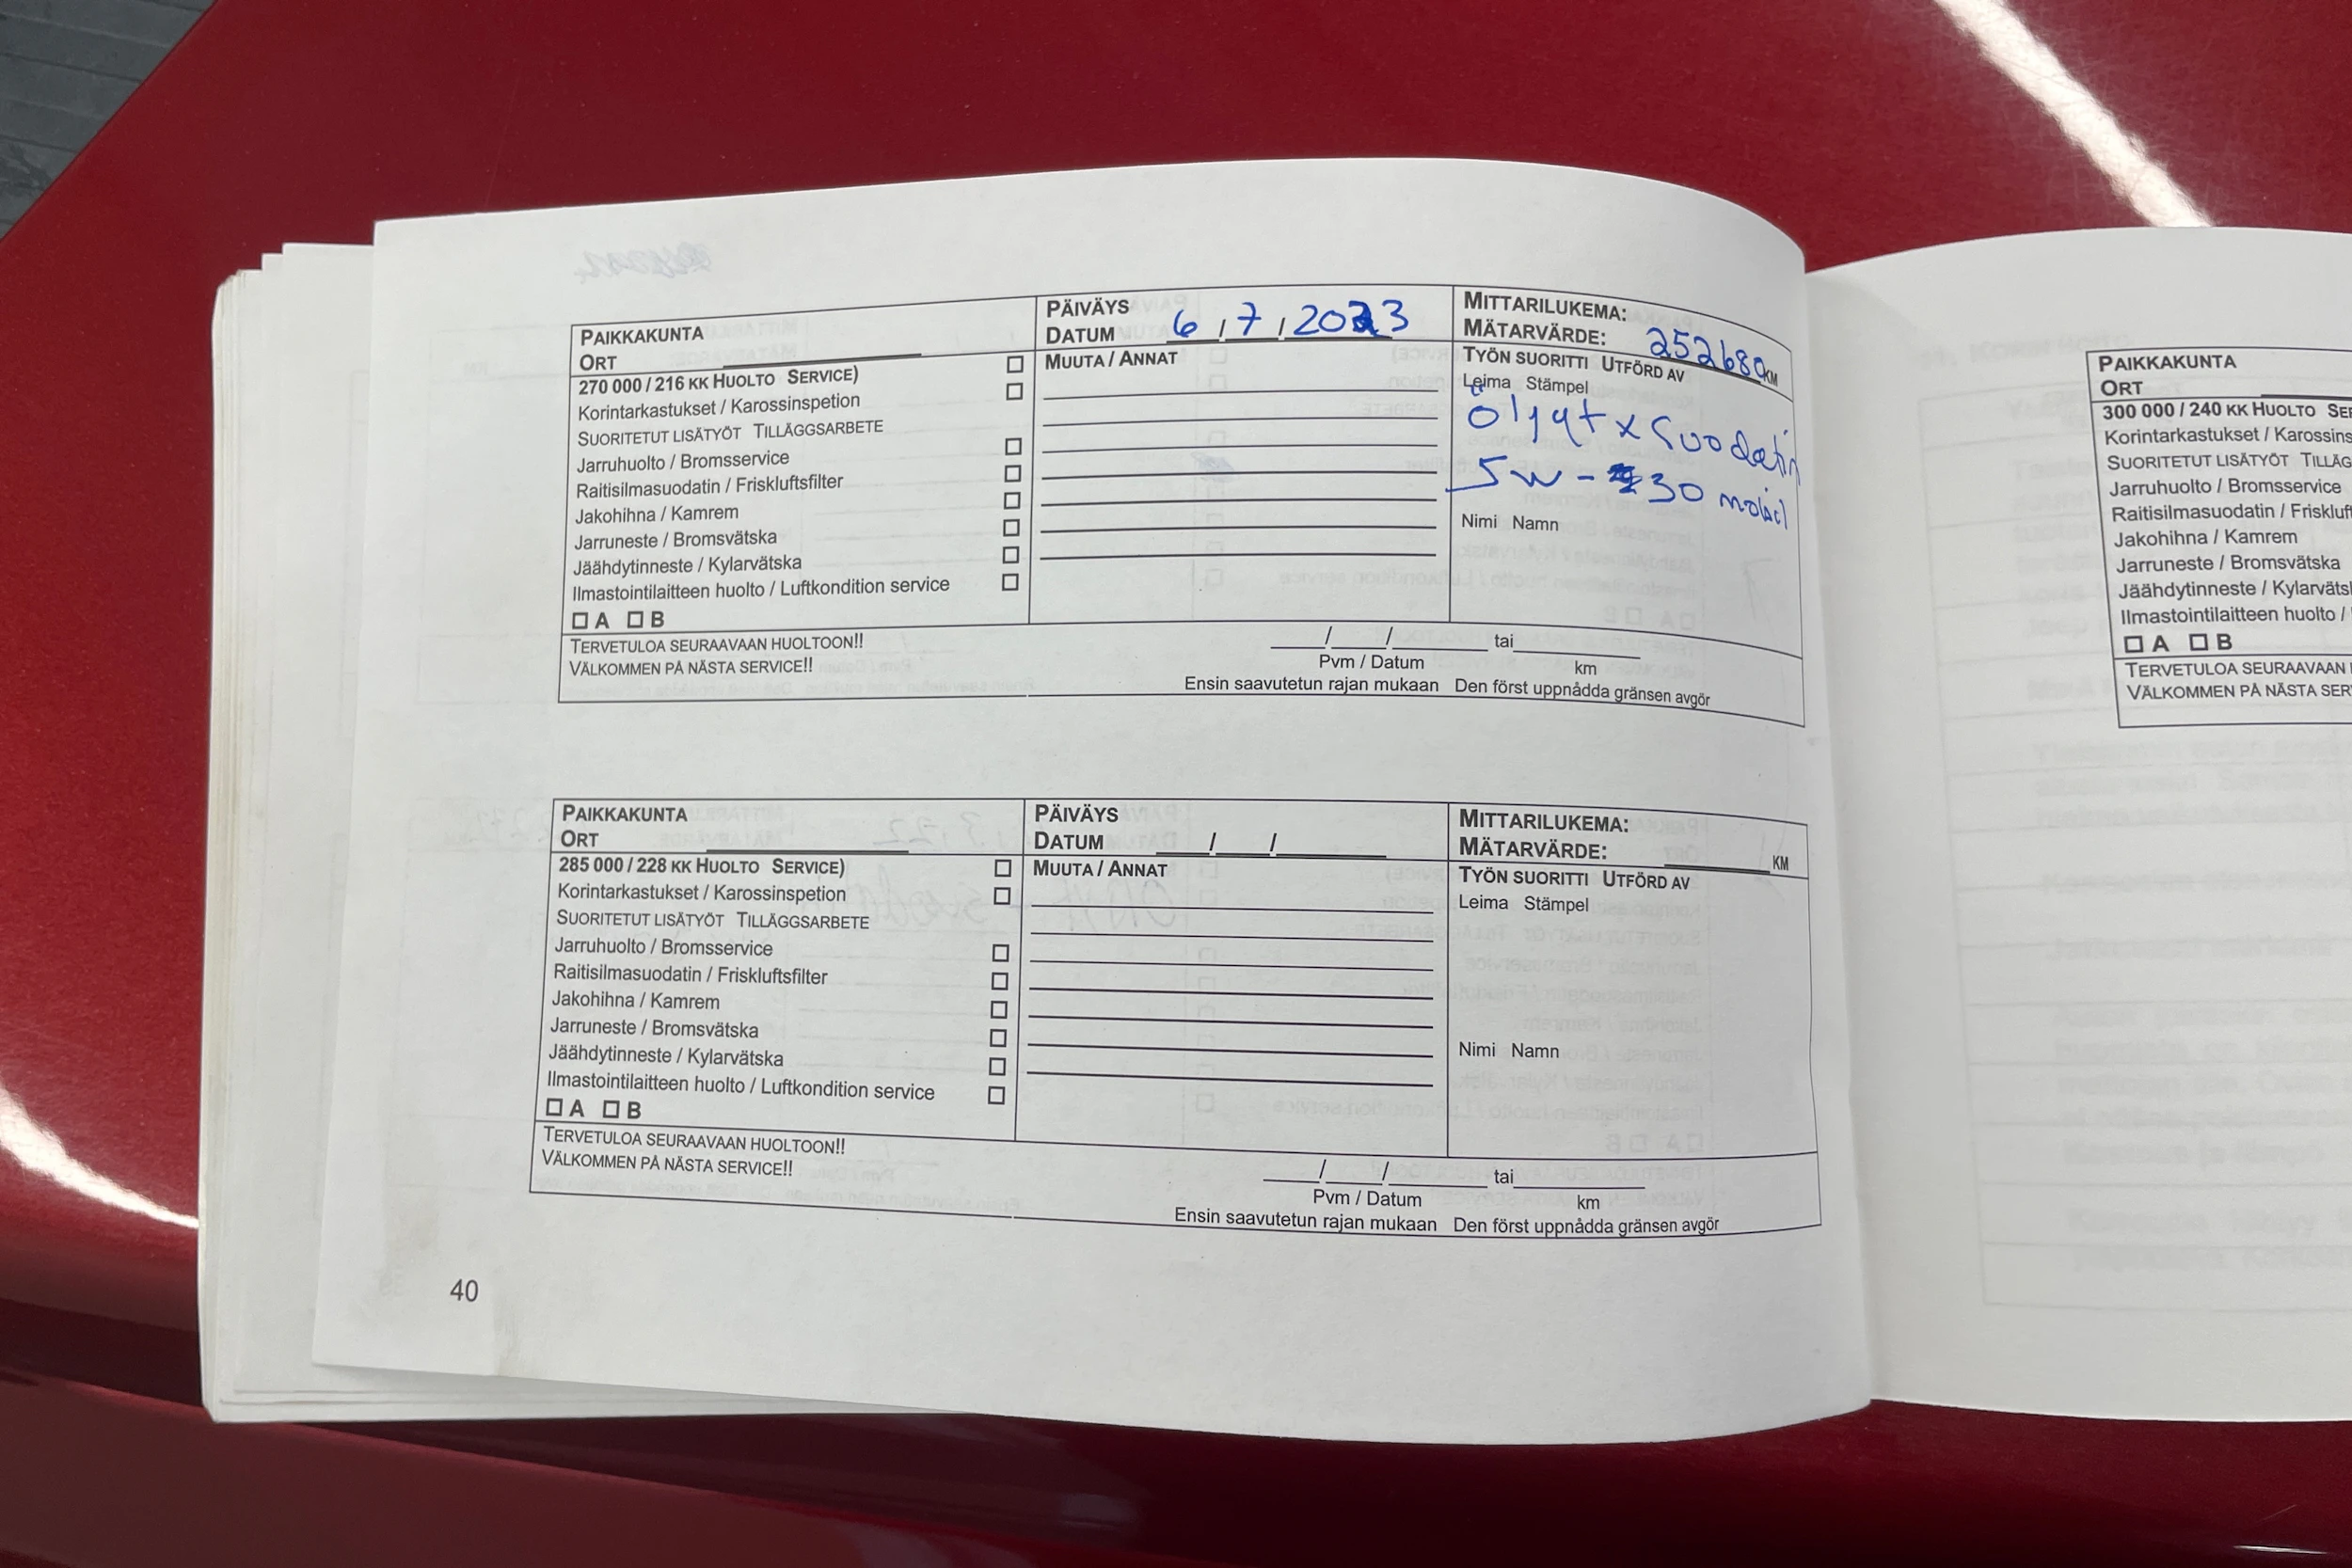 PAIKKAKUNTA
ORT
PÄIVÄYS
DATUM 6 / 7 / 2023
MITTARILUKEMA:
MÄTARVÄRDE: 252680 KM
270 000 / 216 KK HUOLTO SERVICE)
Korintarkastukset / Karossinspetion
SUORITETUT LISÄTYÖT TILLÄGGSARBETE
Jarruhuolto / Bromsservice
Raitisilmasuodatin / Friskluftsfilter
Jakohihna / Kamrem
Jarruneste / Bromsvätska
Jäähdytinneste / Kylarvätska
Ilmastointilaitteen huolto / Luftkondition service
A B
MUUTA / ANNAT
TYÖN SUORITTI UTFÖRD AV
Leima Stämpel
Öljyt x Suodatin
5w - 30 mobil
Nimi Namn
TERVETULOA SEURAAVAAN HUOLTOON!!
VÄLKOMMEN PÅ NÄSTA SERVICE!!
/ / tai
Pvm / Datum km
Ensin saavutetun rajan mukaan Den först uppnådda gränsen avgör
PAIKKAKUNTA
ORT
PÄIVÄYS
DATUM / /
MITTARILUKEMA:
MÄTARVÄRDE: KM
285 000 / 228 KK HUOLTO SERVICE)
Korintarkastukset / Karossinspetion
SUORITETUT LISÄTYÖT TILLÄGGSARBETE
Jarruhuolto / Bromsservice
Raitisilmasuodatin / Friskluftsfilter
Jakohihna / Kamrem
Jarruneste / Bromsvätska
Jäähdytinneste / Kylarvätska
Ilmastointilaitteen huolto / Luftkondition service
A B
MUUTA / ANNAT
TYÖN SUORITTI UTFÖRD AV
Leima Stämpel
Nimi Namn
TERVETULOA SEURAAVAAN HUOLTOON!!
VÄLKOMMEN PÅ NÄSTA SERVICE!!
/ / tai
Pvm / Datum km
Ensin saavutetun rajan mukaan Den först uppnådda gränsen avgör
40
PAIKKAKUNTA
ORT
300 000 / 240 KK HUOLTO
Korintarkastukset /
SUORITETUT LISÄTYÖT
Jarruhuolto / Bromsservice
Raitisilmasuodatin /
Jakohihna / Kamrem
Jarruneste / Bromsvätska
Jäähdytinneste /
Ilmastointilaitteen huolto /
A B
TERVETULOA SEURAAVAAN
VÄLKOMMEN PÅ NÄSTA